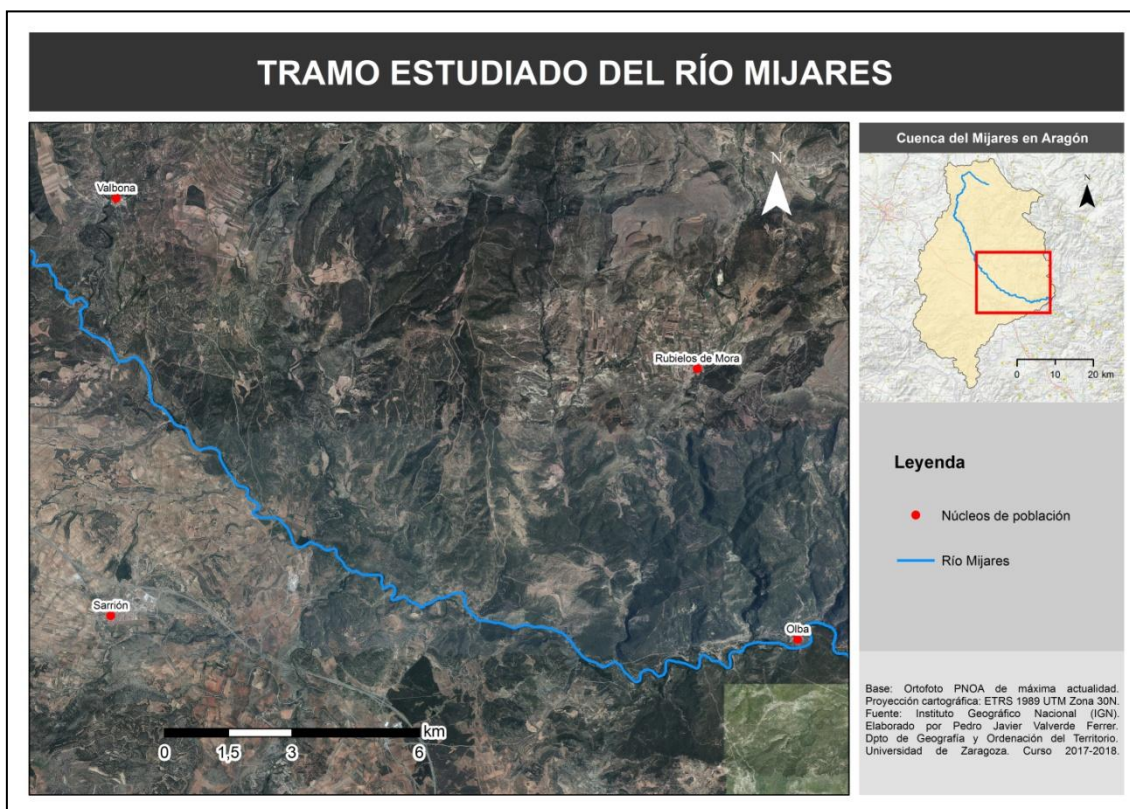 TRAMO ESTUDIADO DEL RÍO MIJARES
Valbona
N
Rubielos de Mora
Sarrión
Olba
km
0 1,5 3 6
Cuenca del Mijares en Aragón
N
0 10 20 km
Leyenda
Núcleos de población
Río Mijares
Base: Ortofoto PNOA de máxima actualidad.
Proyección cartográfica: ETRS 1989 UTM Zona 30N.
Fuente: Instituto Geográfico Nacional (IGN).
Elaborado por Pedro Javier Valverde Ferrer.
Dpto de Geografía y Ordenación del Territorio.
Universidad de Zaragoza. Curso 2017-2018.